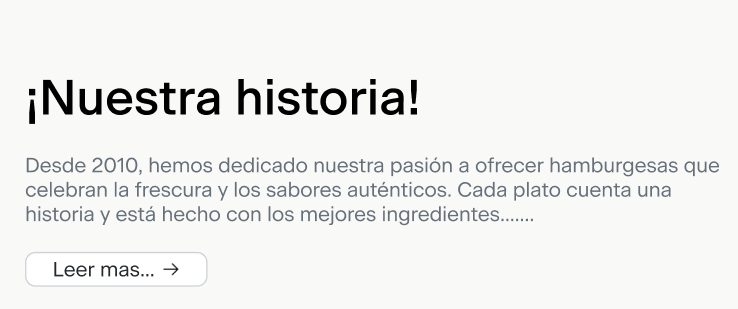 ¡Nuestra historia!
Desde 2010, hemos dedicado nuestra pasión a ofrecer hamburgesas que
celebran la frescura y los sabores auténticos. Cada plato cuenta una
historia y está hecho con los mejores ingredientes.......
Leer mas... →